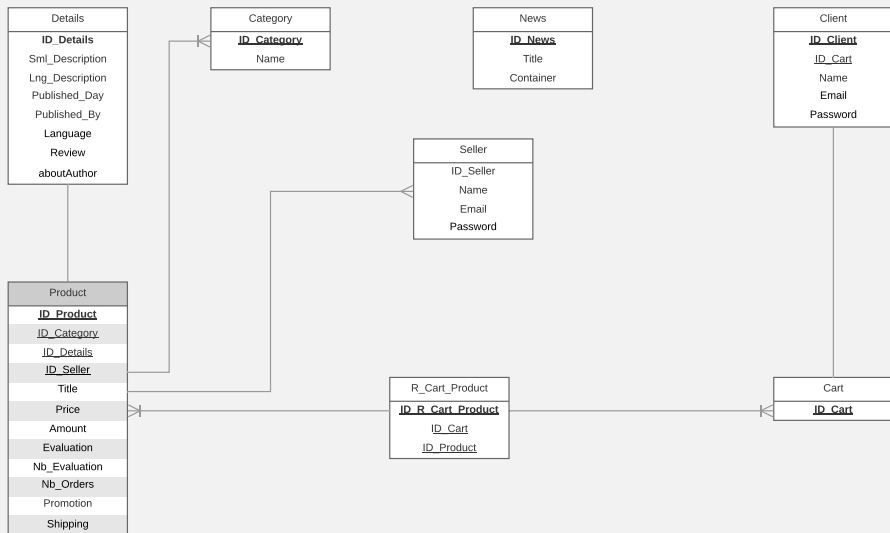 Details
ID_Details
Sml_Description
Lng_Description
Published_Day
Published_By
Language
Review
aboutAuthor
Category
ID_Category
Name
News
ID_News
Title
Container
Client
ID_Client
ID_Cart
Name
Email
Password
Seller
ID_Seller
Name
Email
Password
Product
ID_Product
ID_Category
ID_Details
ID_Seller
Title
Price
Amount
Evaluation
Nb_Evaluation
Nb_Orders
Promotion
Shipping
R_Cart_Product
ID_R_Cart_Product
ID_Cart
ID_Product
Cart
ID_Cart